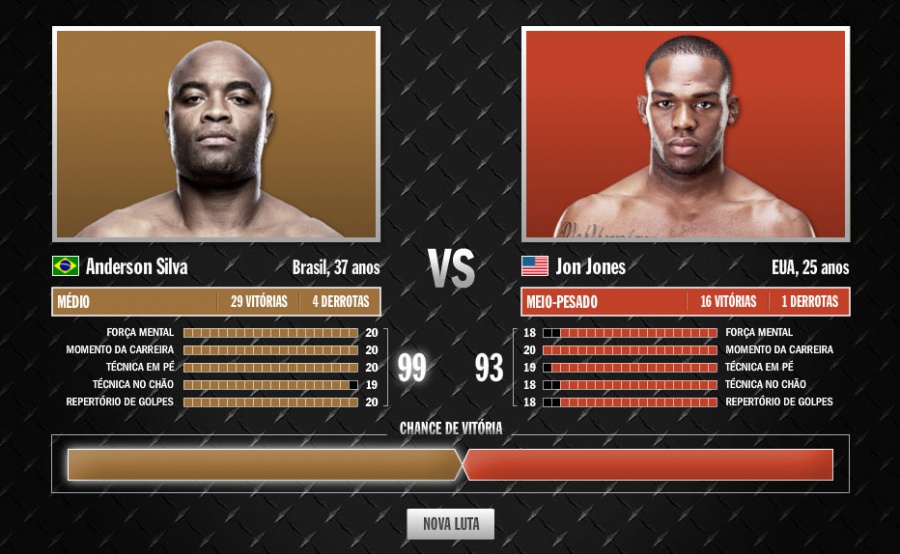 VS
Anderson Silva Brasil, 37 anos
Jon Jones EUA, 25 anos
MÉDIO 29 VITÓRIAS 4 DERROTAS
MEIO-PESADO 16 VITÓRIAS 1 DERROTAS
FORÇA MENTAL 20
MOMENTO DA CARREIRA 20
TÉCNICA EM PÉ 20
TÉCNICA NO CHÃO 19
REPERTÓRIO DE GOLPES 20
99
93
18 FORÇA MENTAL
20 MOMENTO DA CARREIRA
19 TÉCNICA EM PÉ
18 TÉCNICA NO CHÃO
18 REPERTÓRIO DE GOLPES
CHANCE DE VITÓRIA
NOVA LUTA